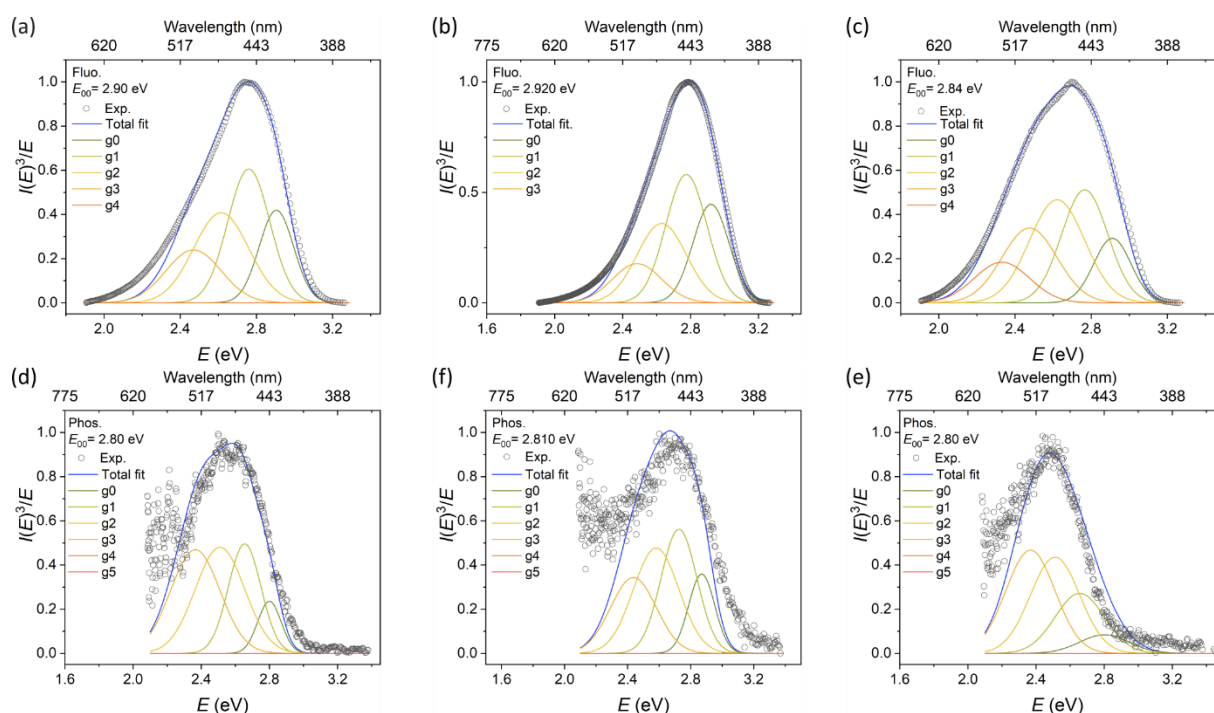 (a)
Wavelength (nm)
620 517 443 388
I(E)^3/E
1.0
0.8
0.6
0.4
0.2
0.0
Fluo.
E00= 2.90 eV
Exp.
Total fit
g0
g1
g2
g3
g4
2.0 2.4 2.8 3.2
E (eV)
(b)
Wavelength (nm)
775 620 517 443 388
I(E)^3/E
1.0
0.5
0.0
Fluo.
E00= 2.920 eV
Exp.
Total fit.
g0
g1
g2
g3
1.6 2.0 2.4 2.8 3.2
E (eV)
(c)
Wavelength (nm)
620 517 443 388
I(E)^3/E
1.0
0.8
0.6
0.4
0.2
0.0
Fluo.
E00= 2.84 eV
Exp.
Total fit
g0
g1
g2
g3
g4
2.0 2.4 2.8 3.2
E (eV)
(d)
Wavelength (nm)
775 620 517 443 388
I(E)^3/E
1.0
0.8
0.6
0.4
0.2
0.0
Phos.
E00= 2.80 eV
Exp.
Total fit
g0
g1
g2
g3
g4
g5
1.6 2.0 2.4 2.8 3.2
E (eV)
(f)
Wavelength (nm)
775 620 517 443 388
I(E)^3/E
1.0
0.8
0.6
0.4
0.2
0.0
Phos.
E00= 2.810 eV
Exp.
Total fit
g0
g1
g2
g3
g4
g5
1.6 2.0 2.4 2.8 3.2
E (eV)
(e)
Wavelength (nm)
775 620 517 443 388
I(E)^3/E
1.0
0.8
0.6
0.4
0.2
0.0
Phos.
E00= 2.80 eV
Exp.
Total fit
g0
g1
g2
g3
g4
g5
1.6 2.0 2.4 2.8 3.2
E (eV)